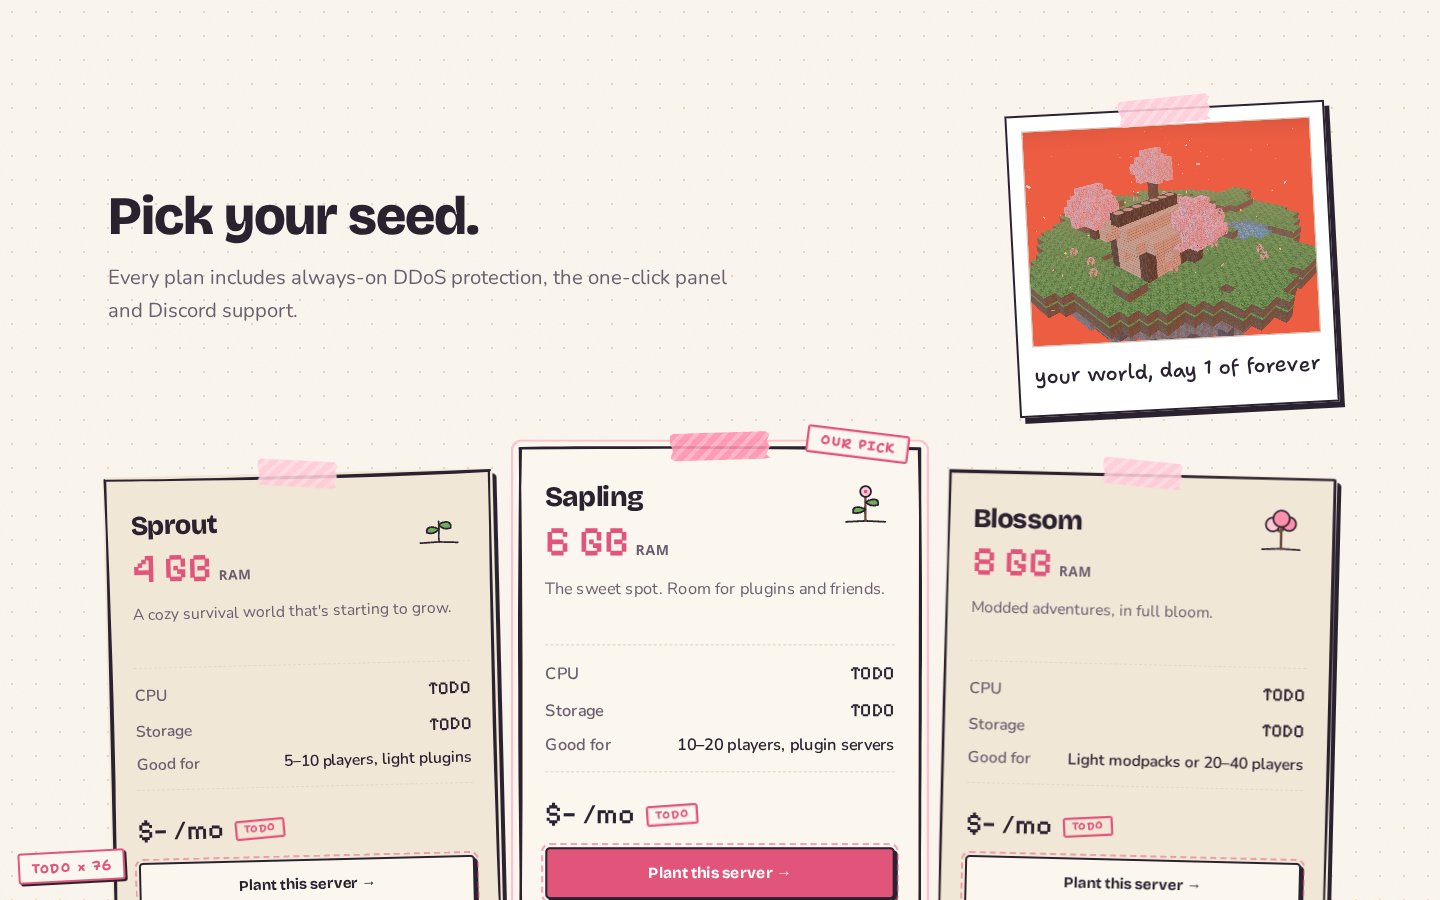 Pick your seed.
Every plan includes always-on DDoS protection, the one-click panel
and Discord support.
your world, day 1 of forever
Sprout
4 GB RAM
A cozy survival world that's starting to grow.
CPU TODO
Storage TODO
Good for 5–10 players, light plugins
$– /mo TODO
Plant this server →
OUR PICK
Sapling
6 GB RAM
The sweet spot. Room for plugins and friends.
CPU TODO
Storage TODO
Good for 10–20 players, plugin servers
$– /mo TODO
Plant this server →
Blossom
8 GB RAM
Modded adventures, in full bloom.
CPU TODO
Storage TODO
Good for Light modpacks or 20–40 players
$– /mo TODO
Plant this server →
TODO x 76